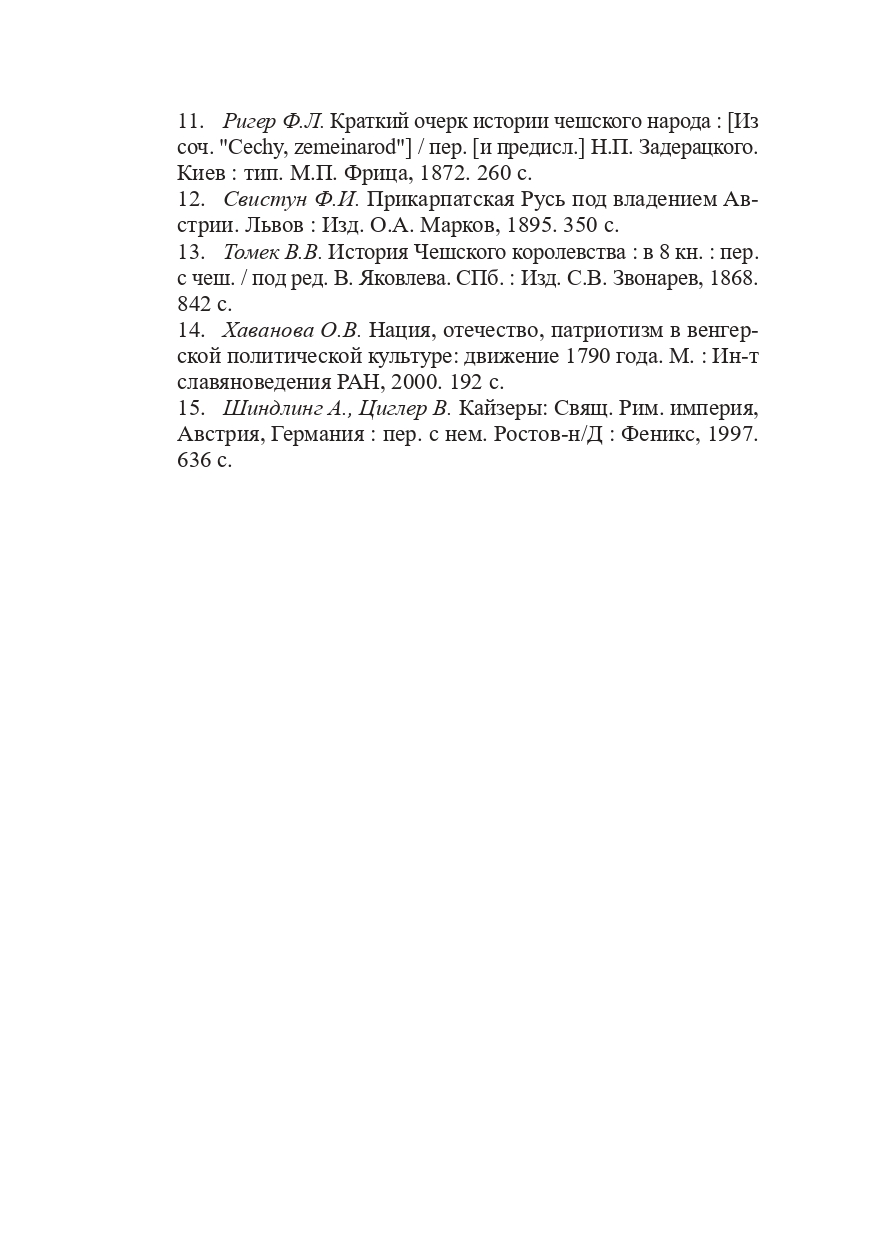 11. Ригер Ф.Л. Краткий очерк истории чешского народа : [Из
соч. "Cechy, zemeinarod"] / пер. [и предисл.] Н.П. Задерацкого.
Киев : тип. М.П. Фрица, 1872. 260 с.
12. Свистун Ф.И. Прикарпатская Русь под владением Ав-
стрии. Львов : Изд. О.А. Марков, 1895. 350 с.
13. Томек В.В. История Чешского королевства : в 8 кн. : пер.
с чеш. / под ред. В. Яковлева. СПб. : Изд. С.В. Звонарев, 1868.
842 с.
14. Хаванова О.В. Нация, отечество, патриотизм в венгер-
ской политической культуре: движение 1790 года. М. : Ин-т
славяноведения РАН, 2000. 192 с.
15. Шиндлинг А., Циглер В. Кайзеры: Свящ. Рим. империя,
Австрия, Германия : пер. с нем. Ростов-н/Д : Феникс, 1997.
636 с.